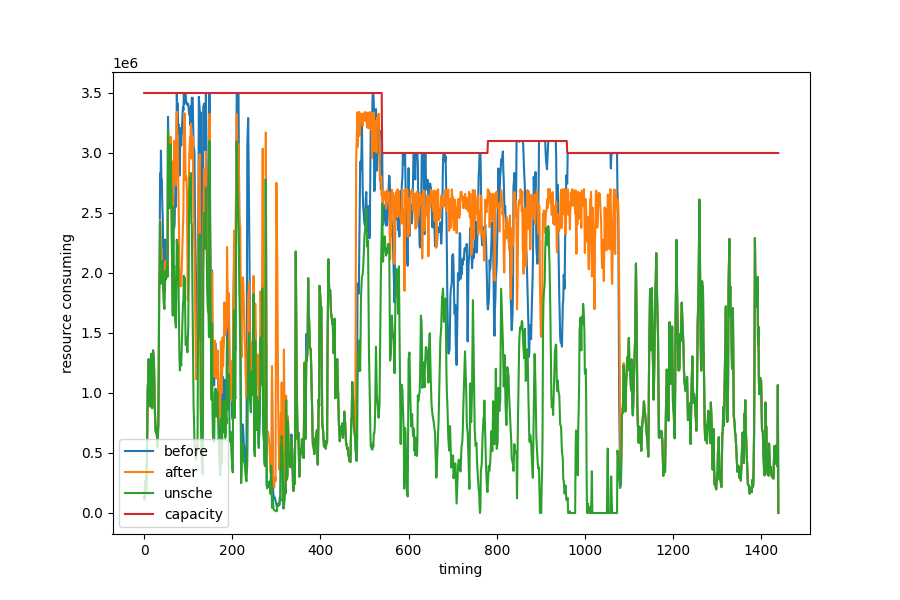 1e6
3.5
3.0
2.5
2.0
1.5
1.0
0.5
0.0
resource consuming
before
after
unsche
capacity
0 200 400 600 800 1000 1200 1400
timing